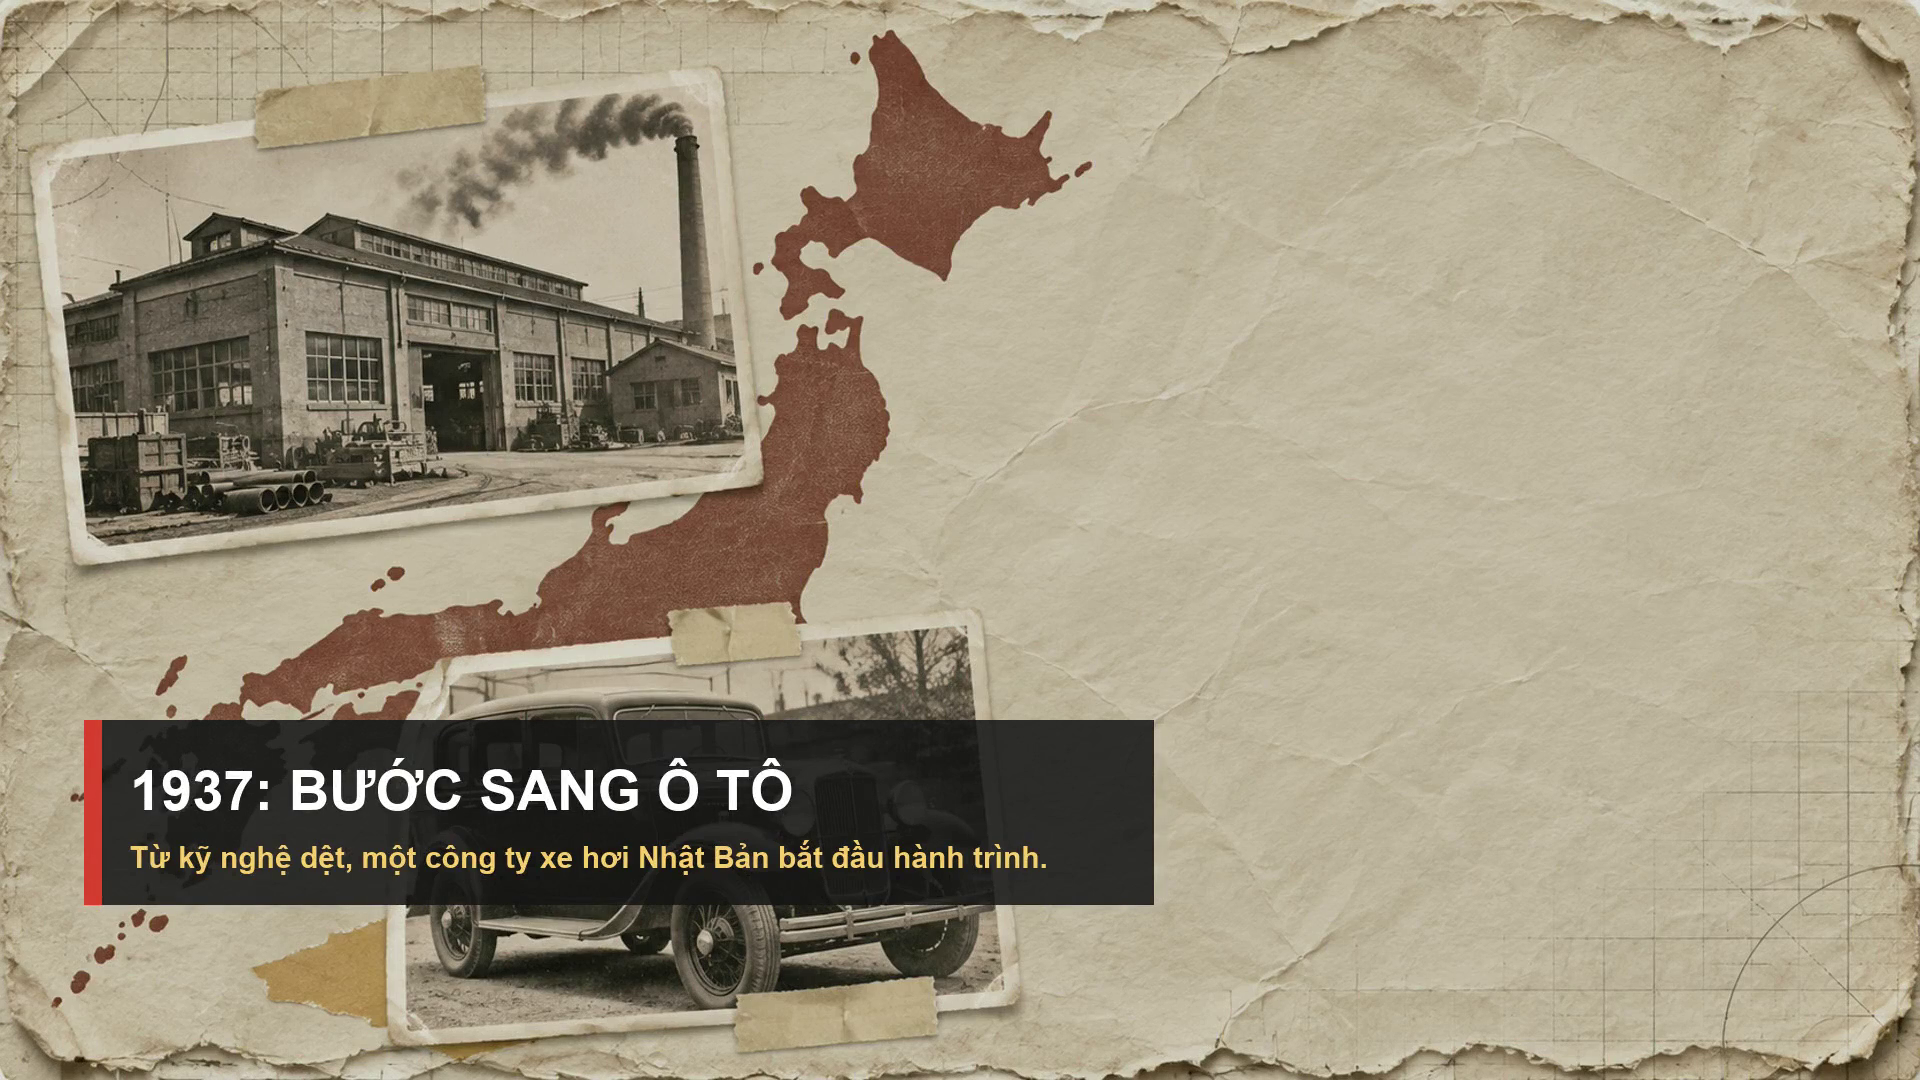 1937: BƯỚC SANG Ô TÔ
Từ kỹ nghệ dệt, một công ty xe hơi Nhật Bản bắt đầu hành trình.